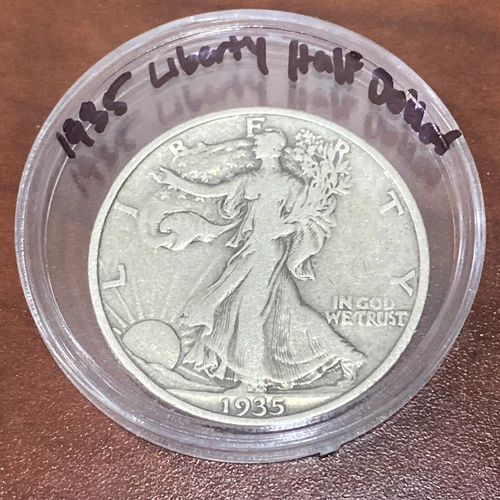 1935 Liberty Half Dollar
LIBERTY
IN GOD
WE TRUST
1935